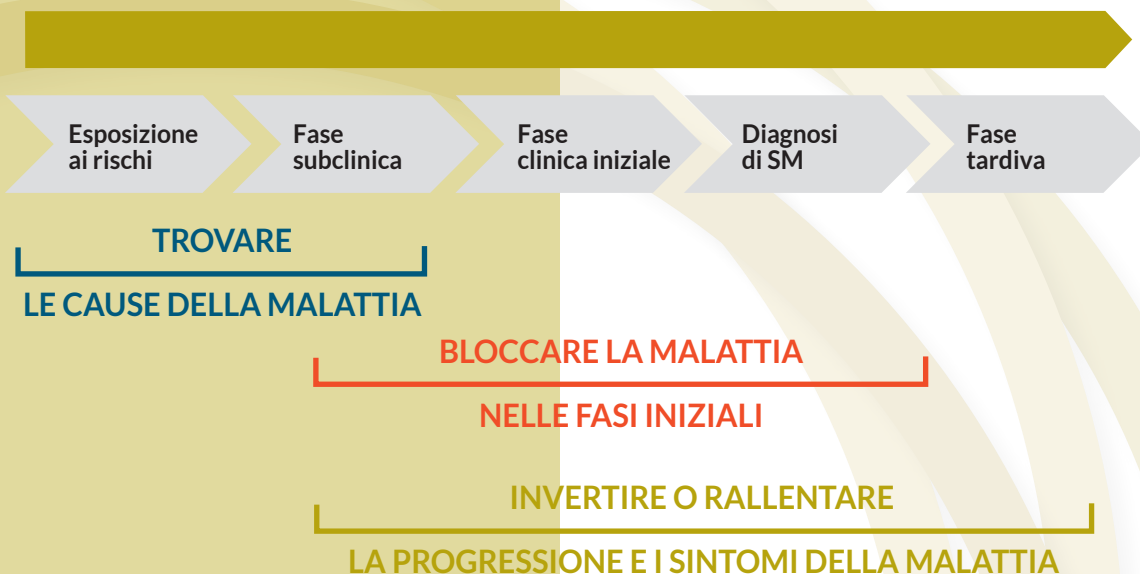 Esposizione
ai rischi
Fase
subclinica
Fase
clinica iniziale
Diagnosi
di SM
Fase
tardiva
TROVARE
LE CAUSE DELLA MALATTIA
BLOCCARE LA MALATTIA
NELLE FASI INIZIALI
INVERTIRE O RALLENTARE
LA PROGRESSIONE E I SINTOMI DELLA MALATTIA